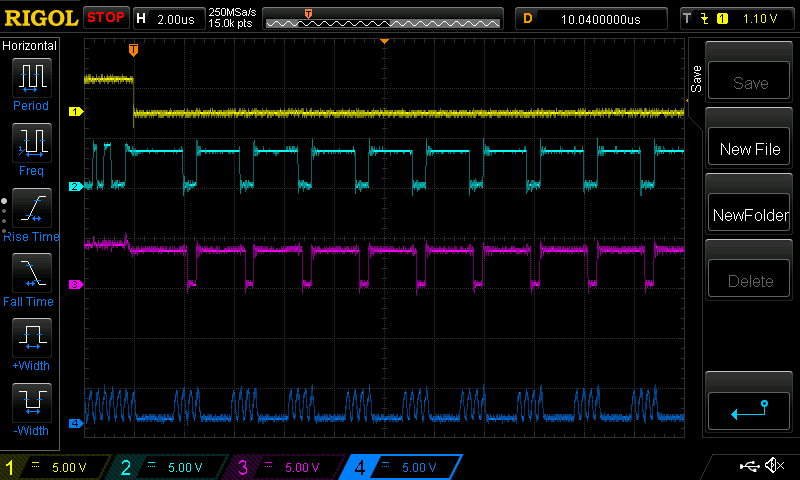 RIGOL STOP H 2.00us 250MSa/s 15.0k pts T D 10.0400000us T 1 1.10 V
Horizontal
Period
Freq
Rise Time
Fall Time
+Width
-Width
T
1
2
3
4
Save
Save
New File
NewFolder
Delete
1 5.00 V 2 5.00 V 3 5.00 V 4 5.00 V